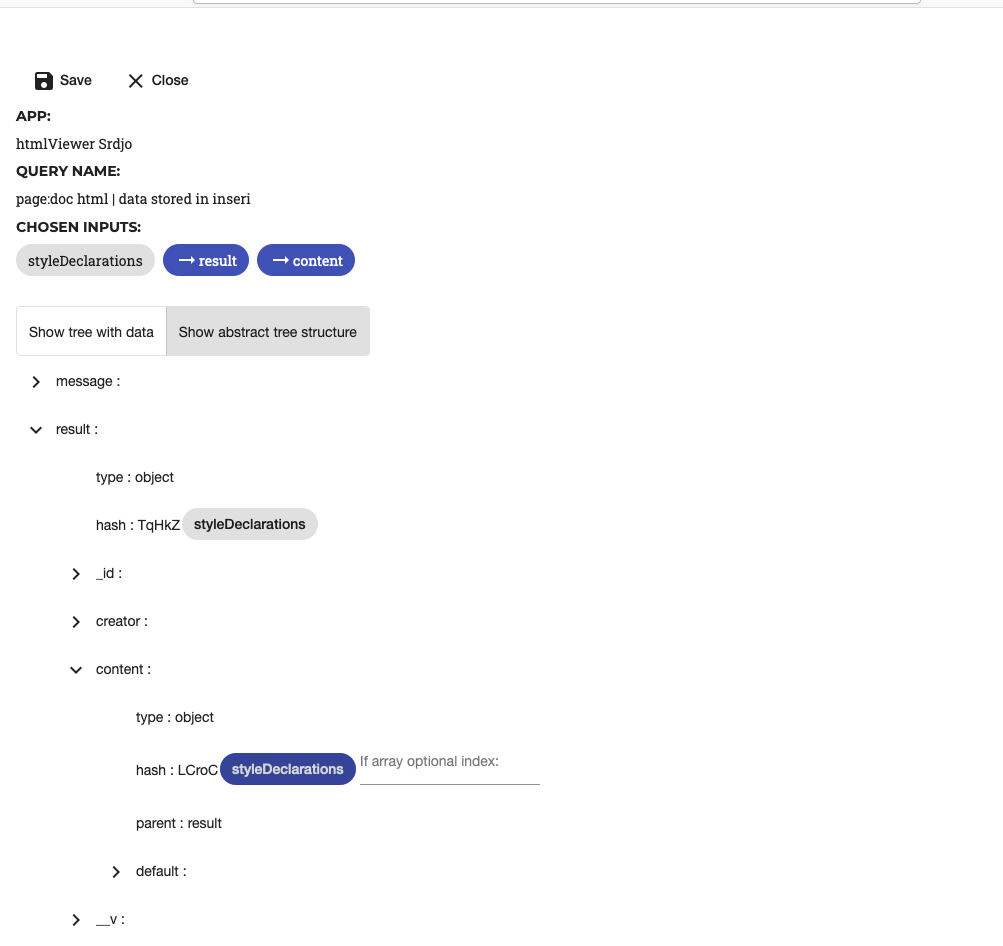 Save Close
APP:
htmlViewer Srdjo
QUERY NAME:
page:doc html | data stored in inseri
CHOSEN INPUTS:
styleDeclarations → result → content
Show tree with data Show abstract tree structure
message :
result :
type : object
hash : TqHkZ styleDeclarations
_id :
creator :
content :
type : object
hash : LCroC styleDeclarations If array optional index:
parent : result
default :
__v :